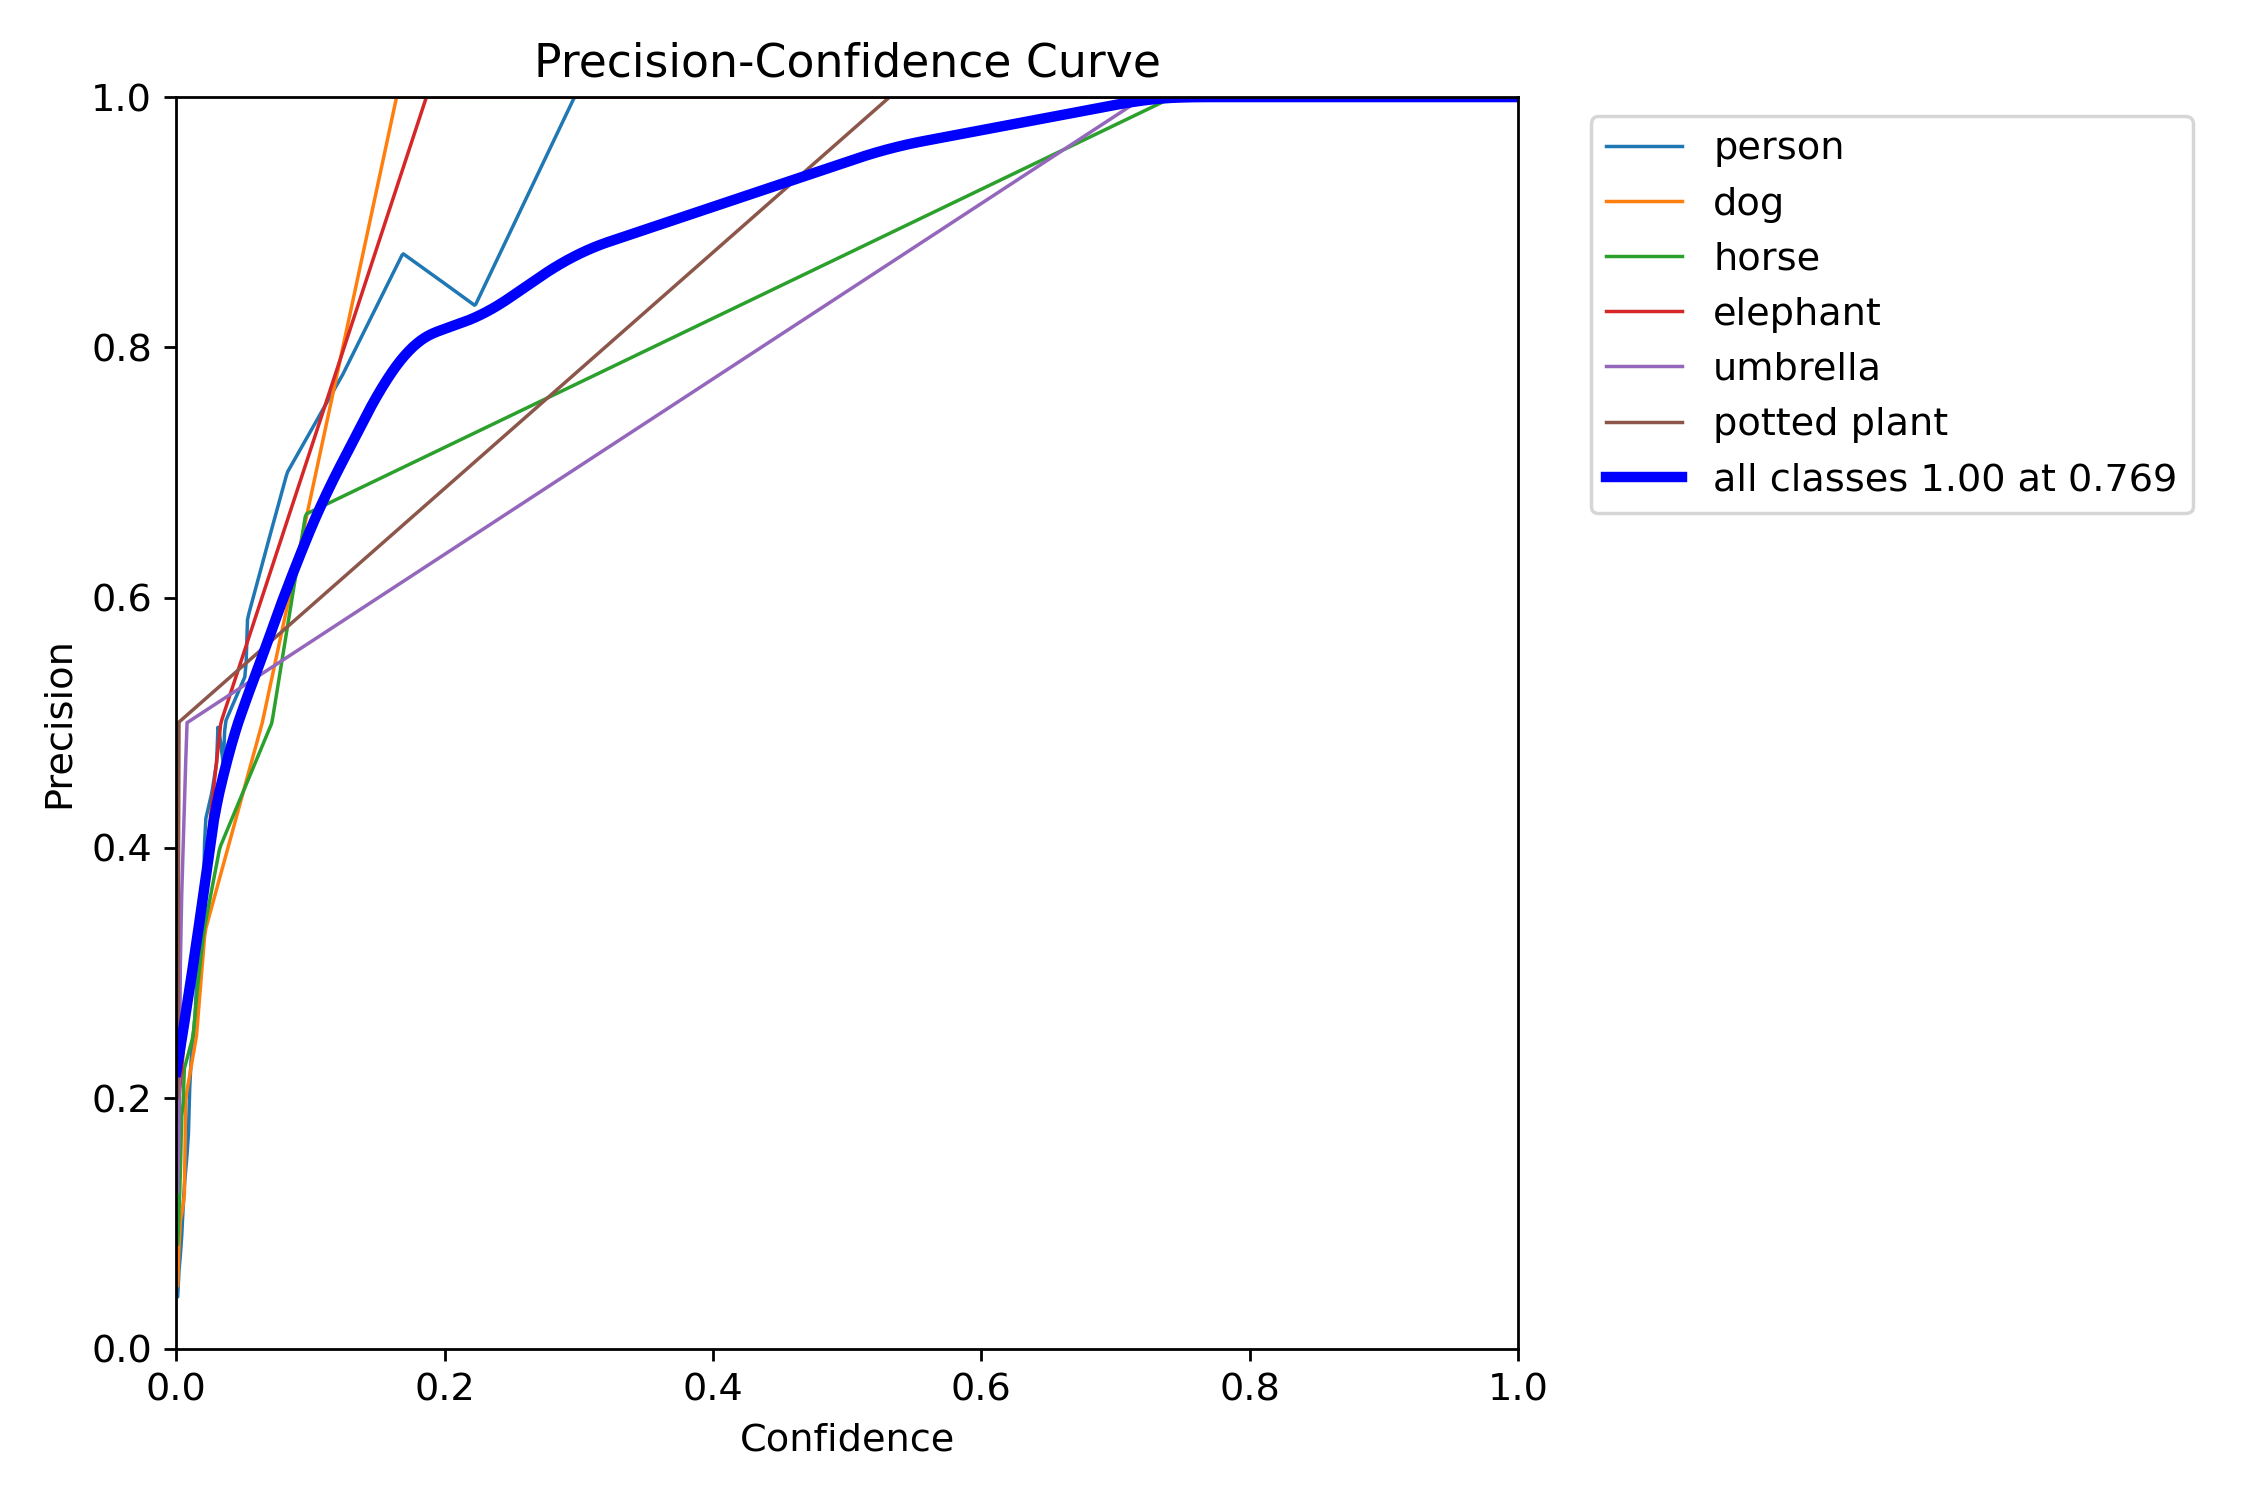 Precision-Confidence Curve
1.0
0.8
0.6
0.4
0.2
0.0
Precision
0.0 0.2 0.4 0.6 0.8 1.0
Confidence
person
dog
horse
elephant
umbrella
potted plant
all classes 1.00 at 0.769